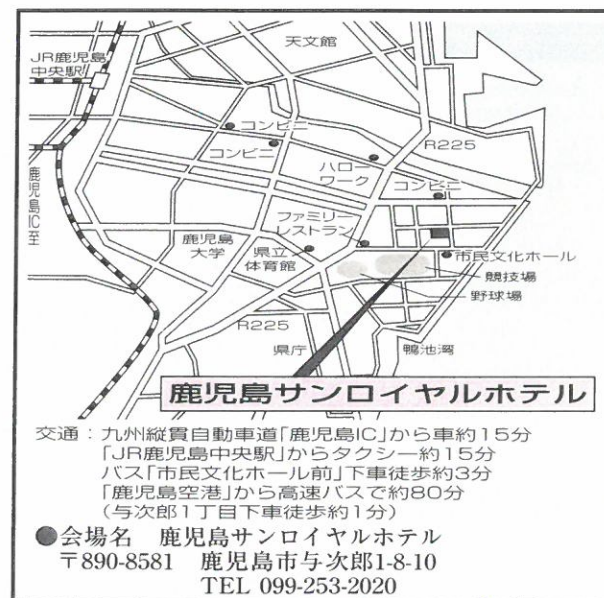 天文館
JR鹿児島
中央駅
コンビニ
コンビニ
R225
ハロー
ワーク
コンビニ
鹿児島IC至
ファミリー
レストラン
鹿児島
大学
県立
体育館
市民文化ホール
競技場
野球場
R225
県庁
鴨池湾
鹿児島サンロイヤルホテル
交通：九州縦貫自動車道「鹿児島IC」から車約15分
「JR鹿児島中央駅」からタクシー約15分
バス「市民文化ホール前」下車徒歩約3分
「鹿児島空港」から高速バスで約80分
（与次郎1丁目下車徒歩約1分）
●会場名　鹿児島サンロイヤルホテル
〒890-8581　鹿児島市与次郎1-8-10
TEL 099-253-2020